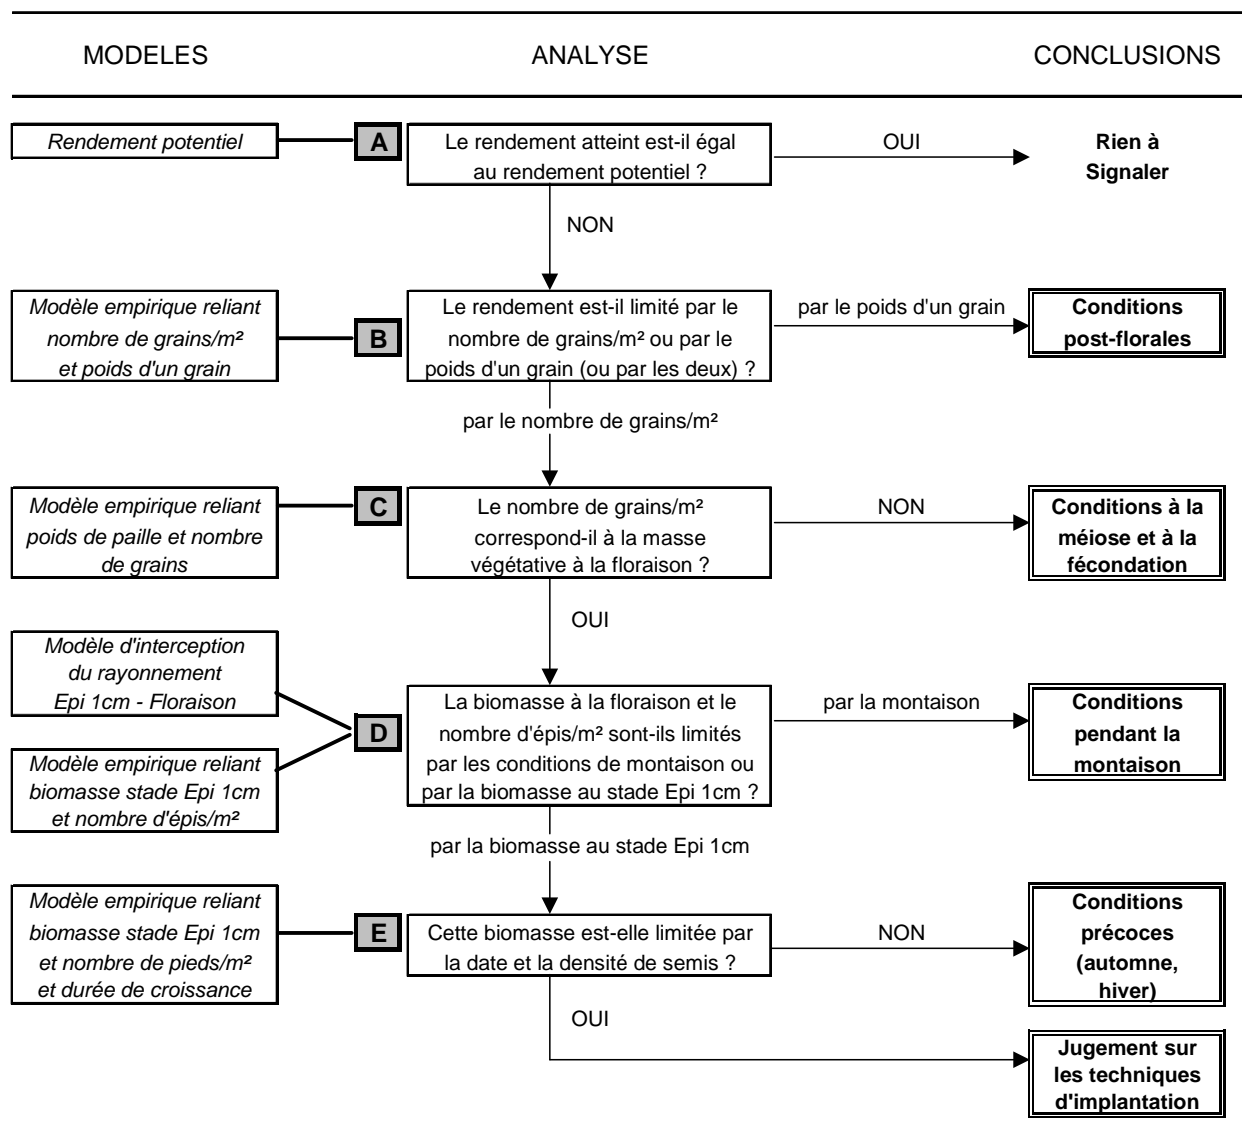 MODELES
ANALYSE
CONCLUSIONS
Rendement potentiel
A
Le rendement atteint est-il égal
au rendement potentiel ?
OUI
Rien à
Signaler
NON
Modèle empirique reliant
nombre de grains/m²
et poids d'un grain
B
Le rendement est-il limité par le
nombre de grains/m² ou par le
poids d'un grain (ou par les deux) ?
par le poids d'un grain
Conditions
post-florales
par le nombre de grains/m²
Modèle empirique reliant
poids de paille et nombre
de grains
C
Le nombre de grains/m²
correspond-il à la masse
végétative à la floraison ?
NON
Conditions à la
méiose et à la
fécondation
OUI
Modèle d'interception
du rayonnement
Epi 1cm - Floraison
Modèle empirique reliant
biomasse stade Epi 1cm
et nombre d'épis/m²
D
La biomasse à la floraison et le
nombre d'épis/m² sont-ils limités
par les conditions de montaison ou
par la biomasse au stade Epi 1cm ?
par la montaison
Conditions
pendant la
montaison
par la biomasse au stade Epi 1cm
Modèle empirique reliant
biomasse stade Epi 1cm
et nombre de pieds/m²
et durée de croissance
E
Cette biomasse est-elle limitée par
la date et la densité de semis ?
NON
Conditions
précoces
(automne,
hiver)
OUI
Jugement sur
les techniques
d'implantation